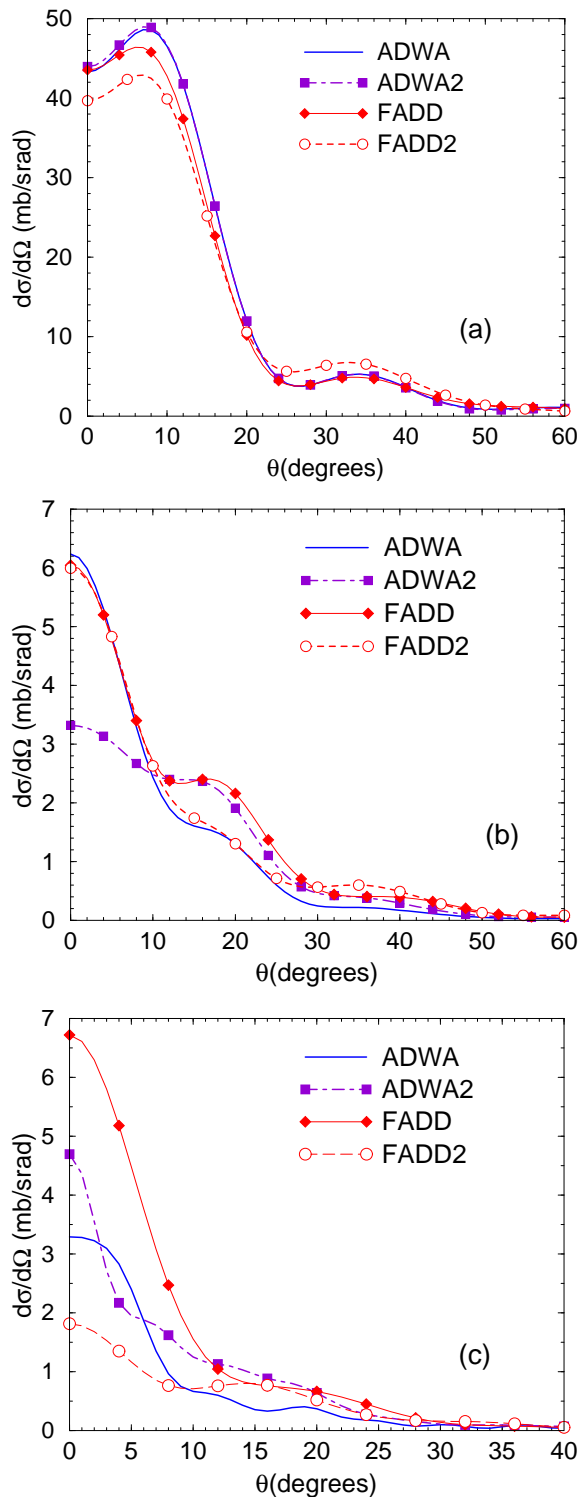 50
40
30
20
10
0
dσ/dΩ (mb/srad)
ADWA
ADWA2
FADD
FADD2
(a)
0 10 20 30 40 50 60
θ(degrees)
7
6
5
4
3
2
1
0
dσ/dΩ (mb/srad)
ADWA
ADWA2
FADD
FADD2
(b)
0 10 20 30 40 50 60
θ(degrees)
7
6
5
4
3
2
1
0
dσ/dΩ (mb/srad)
ADWA
ADWA2
FADD
FADD2
(c)
0 5 10 15 20 25 30 35 40
θ(degrees)